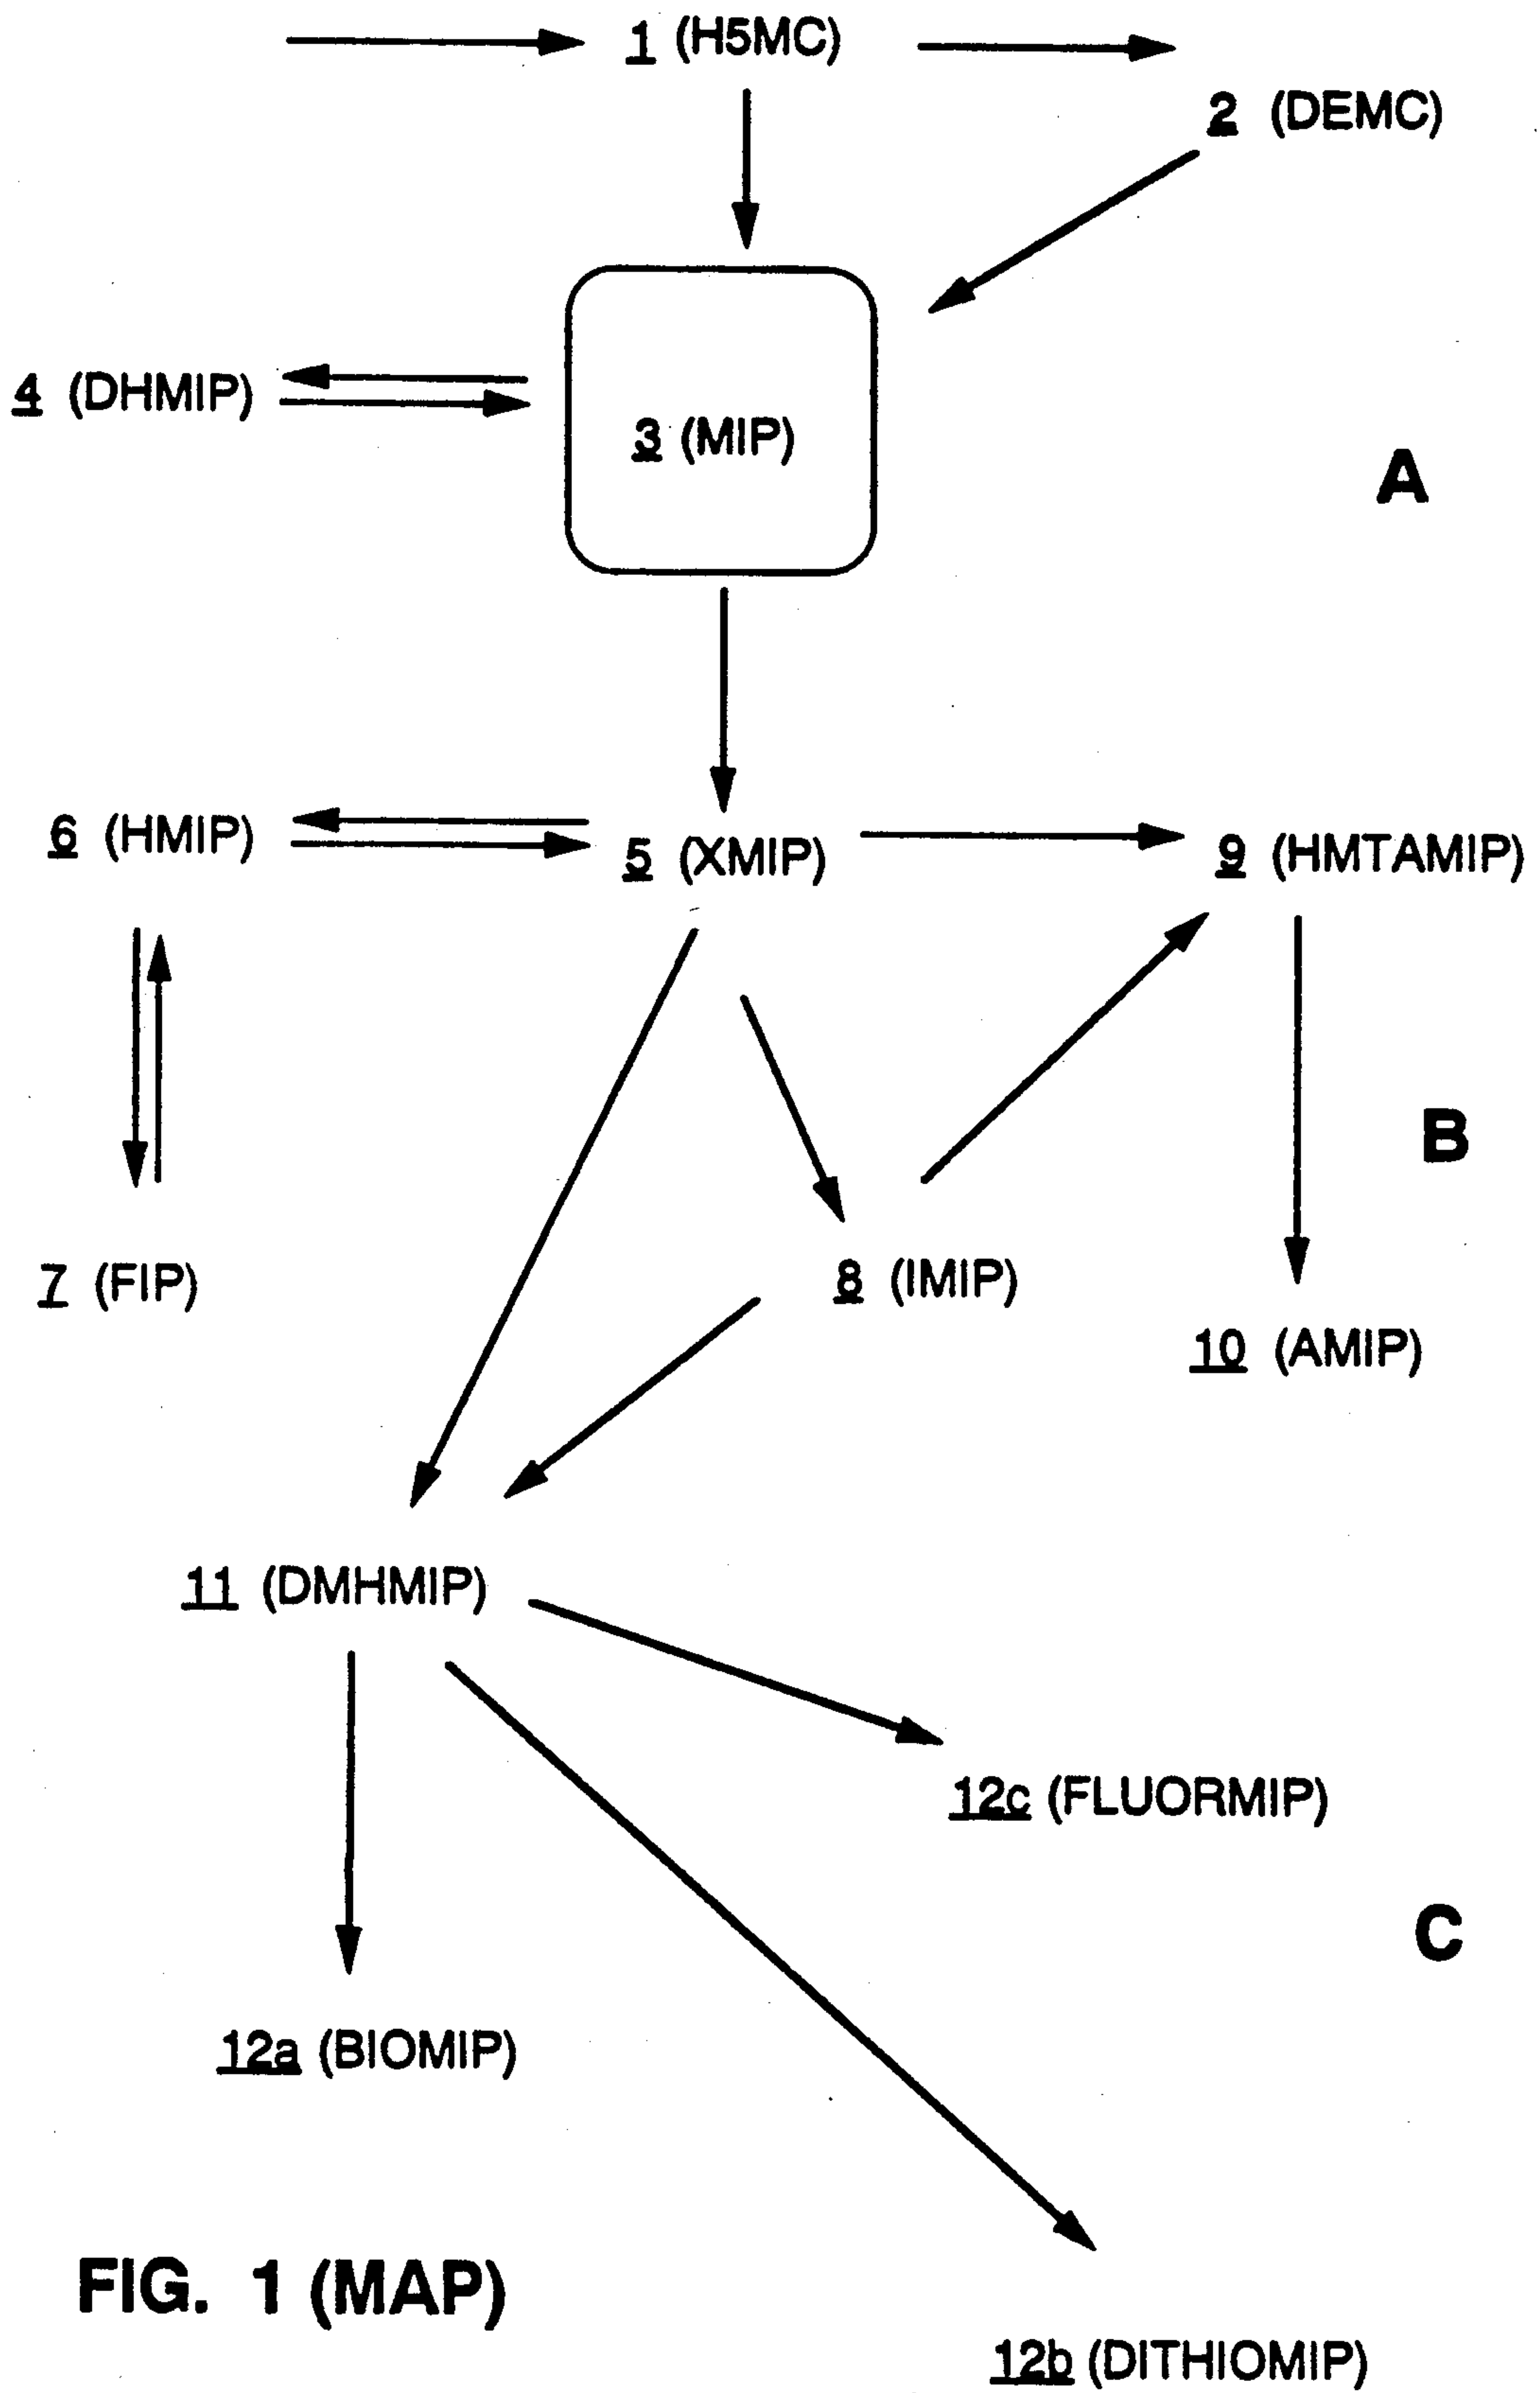 1 (H5MC)
2 (DEMC)
4 (DHMIP)
3 (MIP)
A
6 (HMIP)
5 (XMIP)
9 (HMTAMIP)
B
7 (FIP)
8 (IMIP)
10 (AMIP)
11 (DMHMIP)
12c (FLUORMIP)
C
12a (BIOMIP)
FIG. 1 (MAP)
12b (DITHIOMIP)